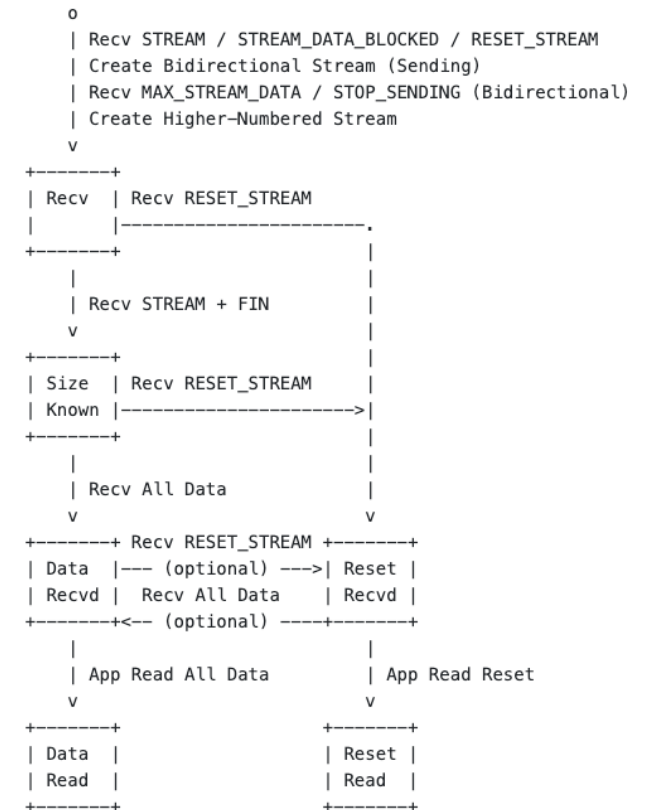 o
| Recv STREAM / STREAM_DATA_BLOCKED / RESET_STREAM
| Create Bidirectional Stream (Sending)
| Recv MAX_STREAM_DATA / STOP_SENDING (Bidirectional)
| Create Higher-Numbered Stream
v
+-------+
| Recv  | Recv RESET_STREAM
|       |-----------------------.
+-------+                       |
|                           |
| Recv STREAM + FIN         |
v                           |
+-------+                       |
| Size  | Recv RESET_STREAM     |
| Known |---------------------->|
+-------+                       |
|                           |
| Recv All Data             |
v                           v
+-------+ Recv RESET_STREAM +-------+
| Data  |--- (optional) --->| Reset |
| Recvd |  Recv All Data    | Recvd |
+-------+<-- (optional) ----+-------+
|                           |
| App Read All Data         | App Read Reset
v                           v
+-------+                   +-------+
| Data  |                   | Reset |
| Read  |                   | Read  |
+-------+                   +-------+